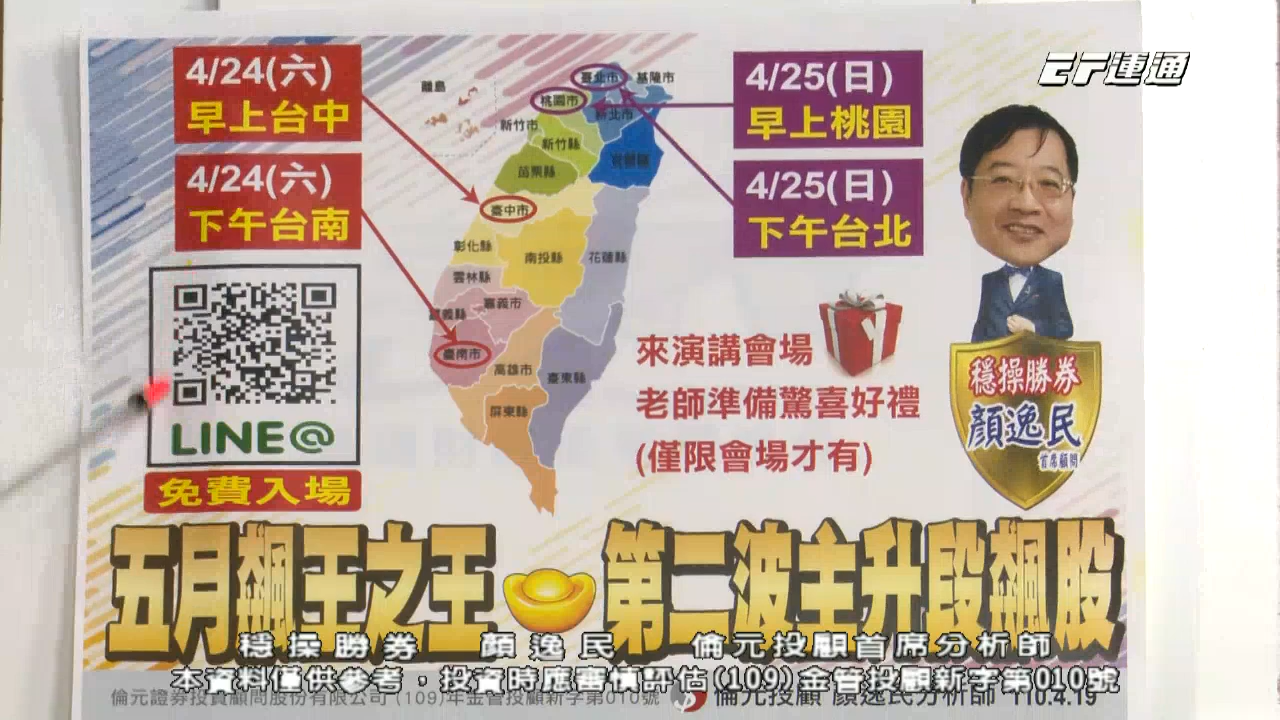 運通
4/24(六)
早上台中
4/24(六)
下午台南
4/25(日)
早上桃園
4/25(日)
下午台北
離島
臺北市
基隆市
桃園市
新北市
新竹市
新竹縣
宜蘭縣
苗栗縣
臺中市
彰化縣
南投縣
花蓮縣
雲林縣
嘉義市
嘉義縣
臺南市
高雄市
臺東縣
屏東縣
LINE@
免費入場
來演講會場
老師準備驚喜好禮
(僅限會場才有)
穩操勝券
顏逸民
首席顧問
五月飆王之王
第二波主升段飆股
穩操勝券 顏逸民 倫元投顧首席分析師
本資料僅供參考，投資時應審慎評估(109)金管投顧新字第010號
倫元證券投資顧問股份有限公司 (109)年金管投顧新字第010號
倫元投顧 顏逸民分析師 110.4.19